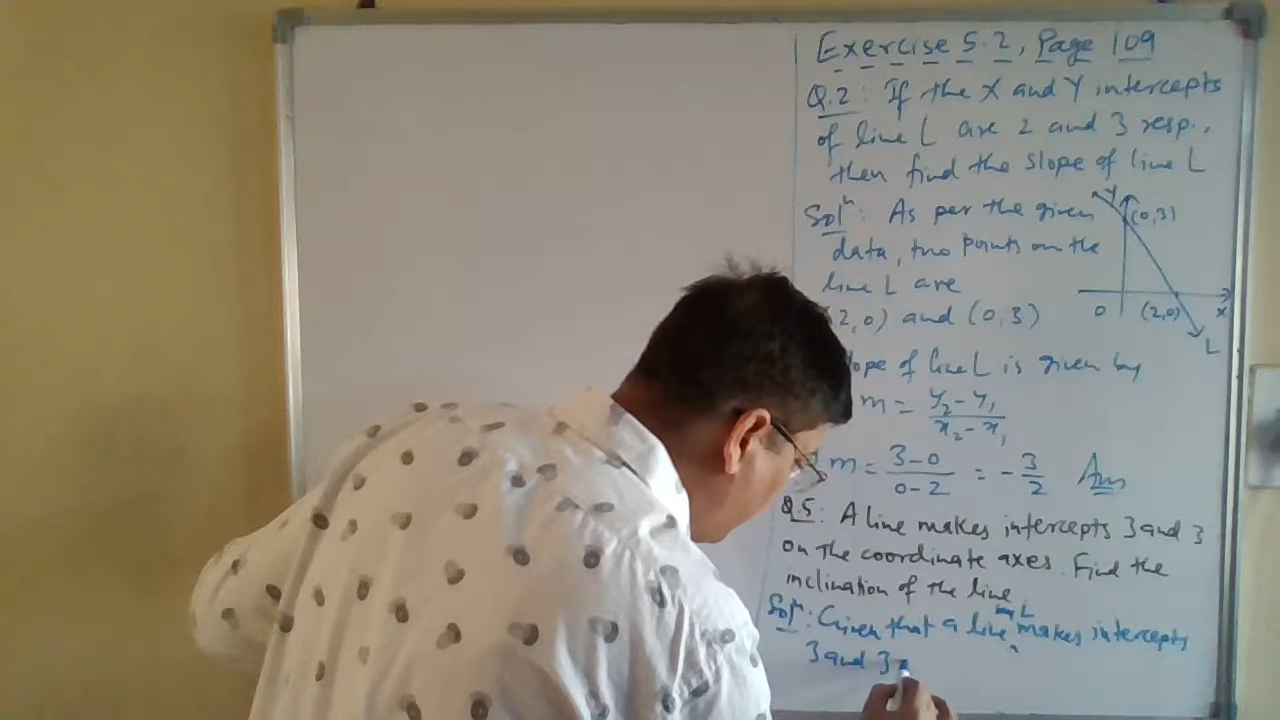 Exercise 5.2, Page 109
Q.2: If the X and Y intercepts
of line L are 2 and 3 resp.,
then find the slope of line L
Solⁿ: As per the given
data, two points on the
line L are
2,0) and (0,3)
lope of line L is given by
m = y₂-y₁/x₂-x₁
m = 3-0/0-2 = -3/2 Ans
Y
(0,3)
0 (2,0) x
L
Q5: A line makes intercepts 3 and 3
on the coordinate axes. Find the
inclination of the line
Solⁿ: Given that a line L makes intercepts
3 and 3